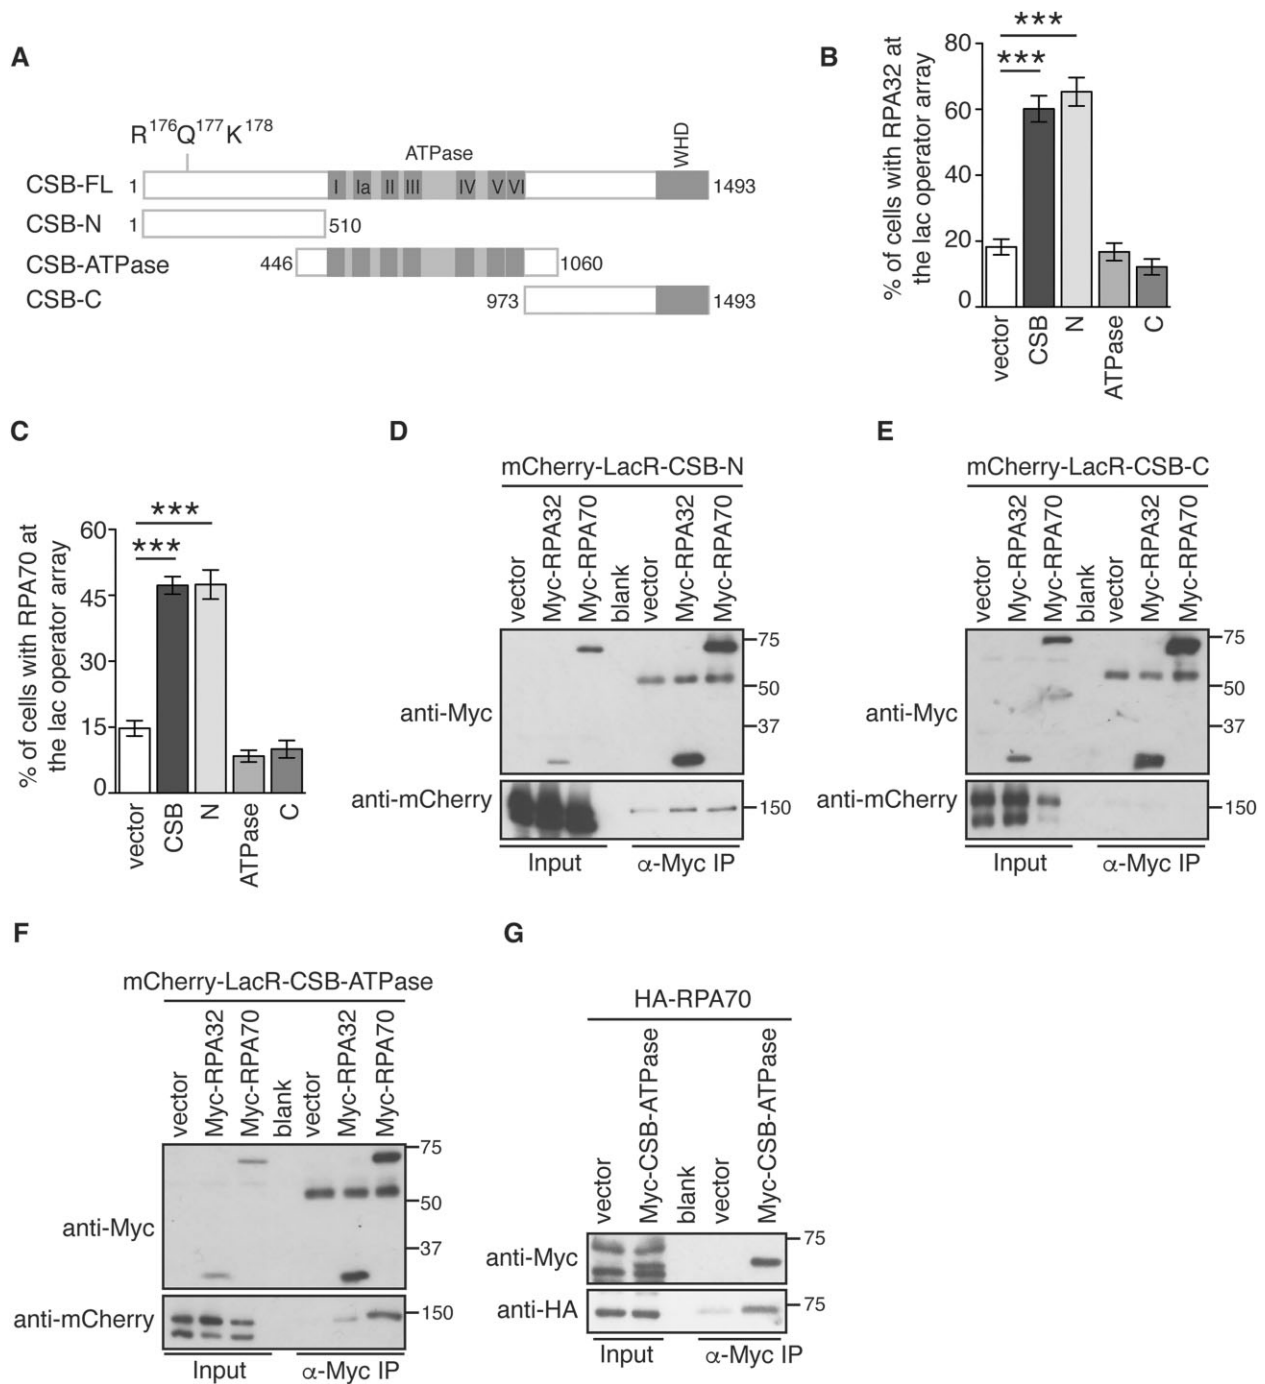 A
R176Q177K178
ATPase
WHD
CSB-FL 1 I Ia II III IV V VI 1493
CSB-N 1 510
CSB-ATPase 446 1060
CSB-C 973 1493
B
% of cells with RPA32 at
the lac operator array
80
60
40
20
0
***
***
vector
CSB
N
ATPase
C
C
% of cells with RPA70 at
the lac operator array
60
45
30
15
0
***
***
vector
CSB
N
ATPase
C
D
mCherry-LacR-CSB-N
vector
Myc-RPA32
Myc-RPA70
blank
vector
Myc-RPA32
Myc-RPA70
75
50
anti-Myc
37
anti-mCherry
150
Input
α-Myc IP
E
mCherry-LacR-CSB-C
vector
Myc-RPA32
Myc-RPA70
blank
vector
Myc-RPA32
Myc-RPA70
75
50
anti-Myc
37
anti-mCherry
150
Input
α-Myc IP
F
mCherry-LacR-CSB-ATPase
vector
Myc-RPA32
Myc-RPA70
blank
vector
Myc-RPA32
Myc-RPA70
75
50
anti-Myc
37
anti-mCherry
150
Input
α-Myc IP
G
HA-RPA70
vector
Myc-CSB-ATPase
blank
vector
Myc-CSB-ATPase
75
anti-Myc
anti-HA
75
Input
α-Myc IP